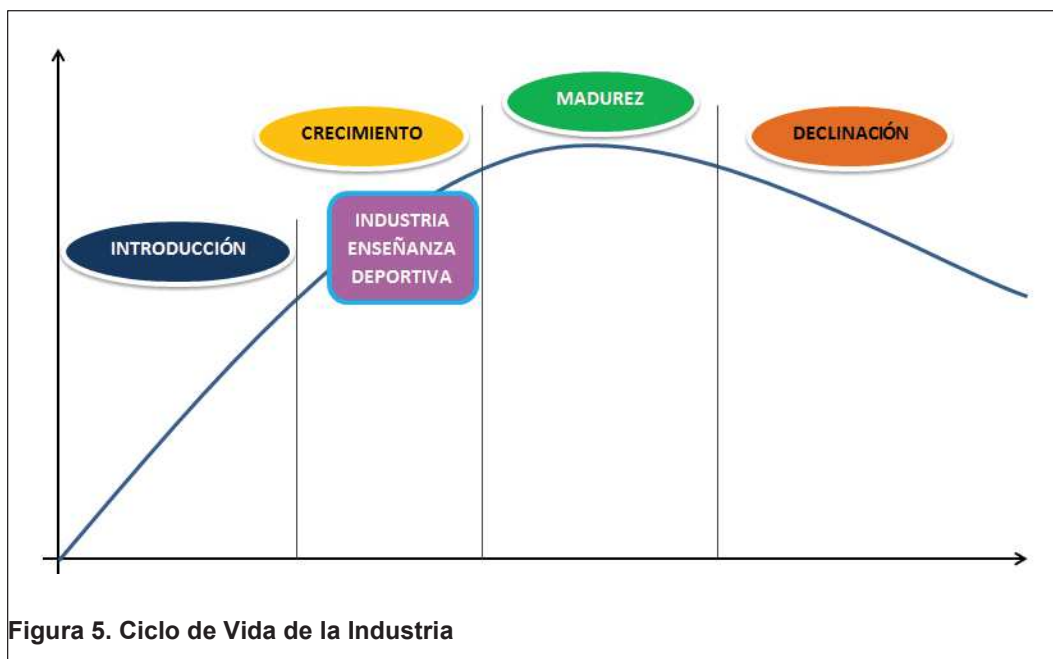 MADUREZ
CRECIMIENTO
DECLINACIÓN
INDUSTRIA
ENSEÑANZA
DEPORTIVA
INTRODUCCIÓN
Figura 5. Ciclo de Vida de la Industria